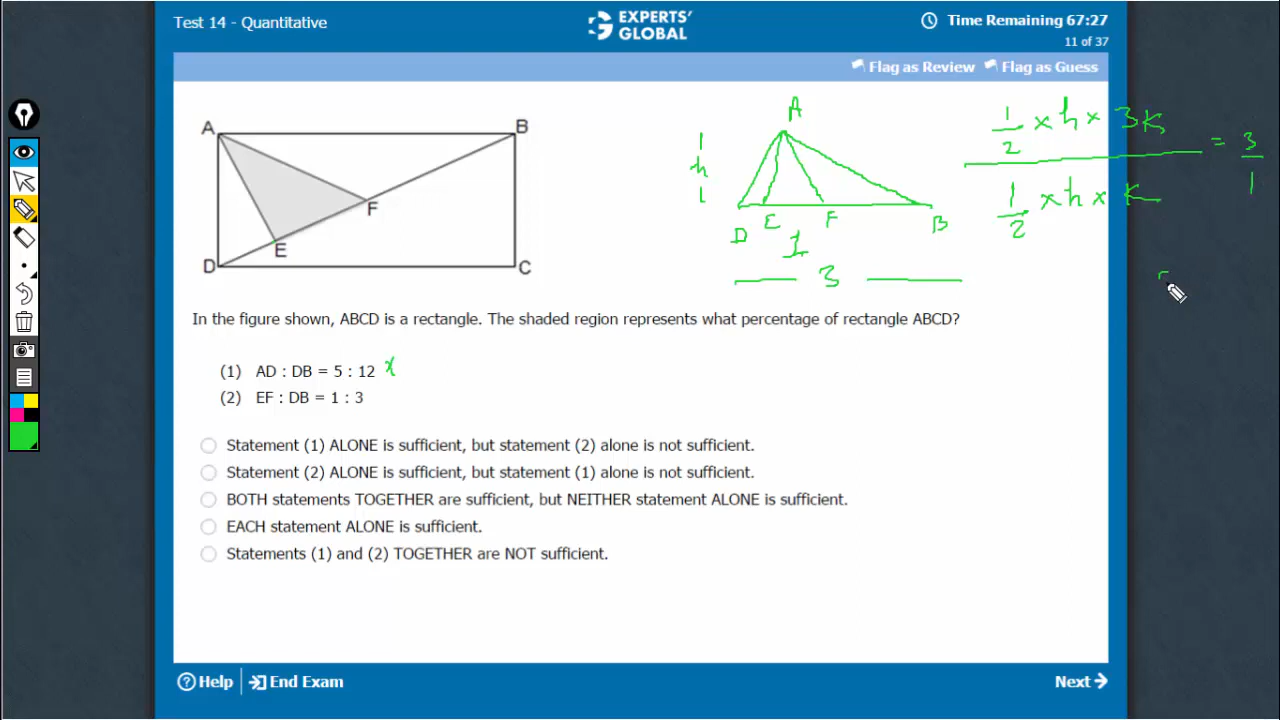 Test 14 - Quantitative
EXPERTS'
GLOBAL
Time Remaining 67:27
11 of 37
Flag as Review
Flag as Guess
A
B
F
E
D
C
A
h
D
E
F
B
1
3
1/2 x h x 3K
1/2 x h x K
= 3/1
In the figure shown, ABCD is a rectangle. The shaded region represents what percentage of rectangle ABCD?
(1) AD : DB = 5 : 12 x
(2) EF : DB = 1 : 3
Statement (1) ALONE is sufficient, but statement (2) alone is not sufficient.
Statement (2) ALONE is sufficient, but statement (1) alone is not sufficient.
BOTH statements TOGETHER are sufficient, but NEITHER statement ALONE is sufficient.
EACH statement ALONE is sufficient.
Statements (1) and (2) TOGETHER are NOT sufficient.
Help
End Exam
Next